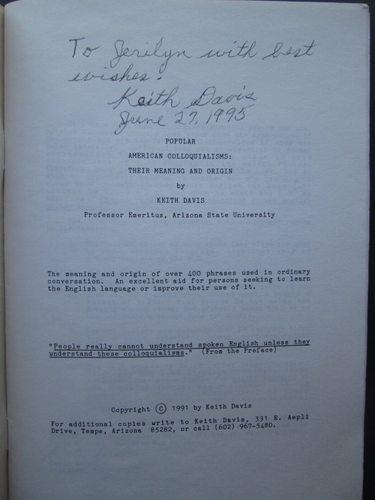 To Jerilyn with best
wishes.
Keith Davis
June 27, 1995
POPULAR
AMERICAN COLLOQUIALISMS:
THEIR MEANING AND ORIGIN
by
KEITH DAVIS
Professor Emeritus, Arizona State University
The meaning and origin of over 400 phrases used in ordinary
conversation. An excellent aid for persons seeking to learn
the English language or improve their use of it.
"People really cannot understand spoken English unless they
understand these colloquialisms." (From the Preface)
Copyright © 1991 by Keith Davis
For additional copies write to Keith Davis, 331 E. Aepli
Drive, Tempe, Arizona 85282, or call (602) 967-5480.